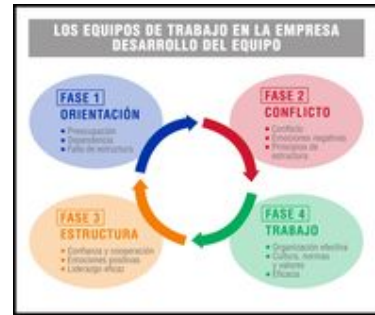 LOS EQUIPOS DE TRABAJO EN LA EMPRESA
DESARROLLO DEL EQUIPO
FASE 1
ORIENTACIÓN
• Preocupación
• Dependencia
• Falta de estructura
FASE 2
CONFLICTO
• Conflicto
• Emociones negativas
• Principios de
estructura
FASE 3
ESTRUCTURA
• Confianza y cooperación
• Emociones positivas
• Liderazgo eficaz
FASE 4
TRABAJO
• Organización efectiva
• Cultura, normas
y valores
• Eficacia